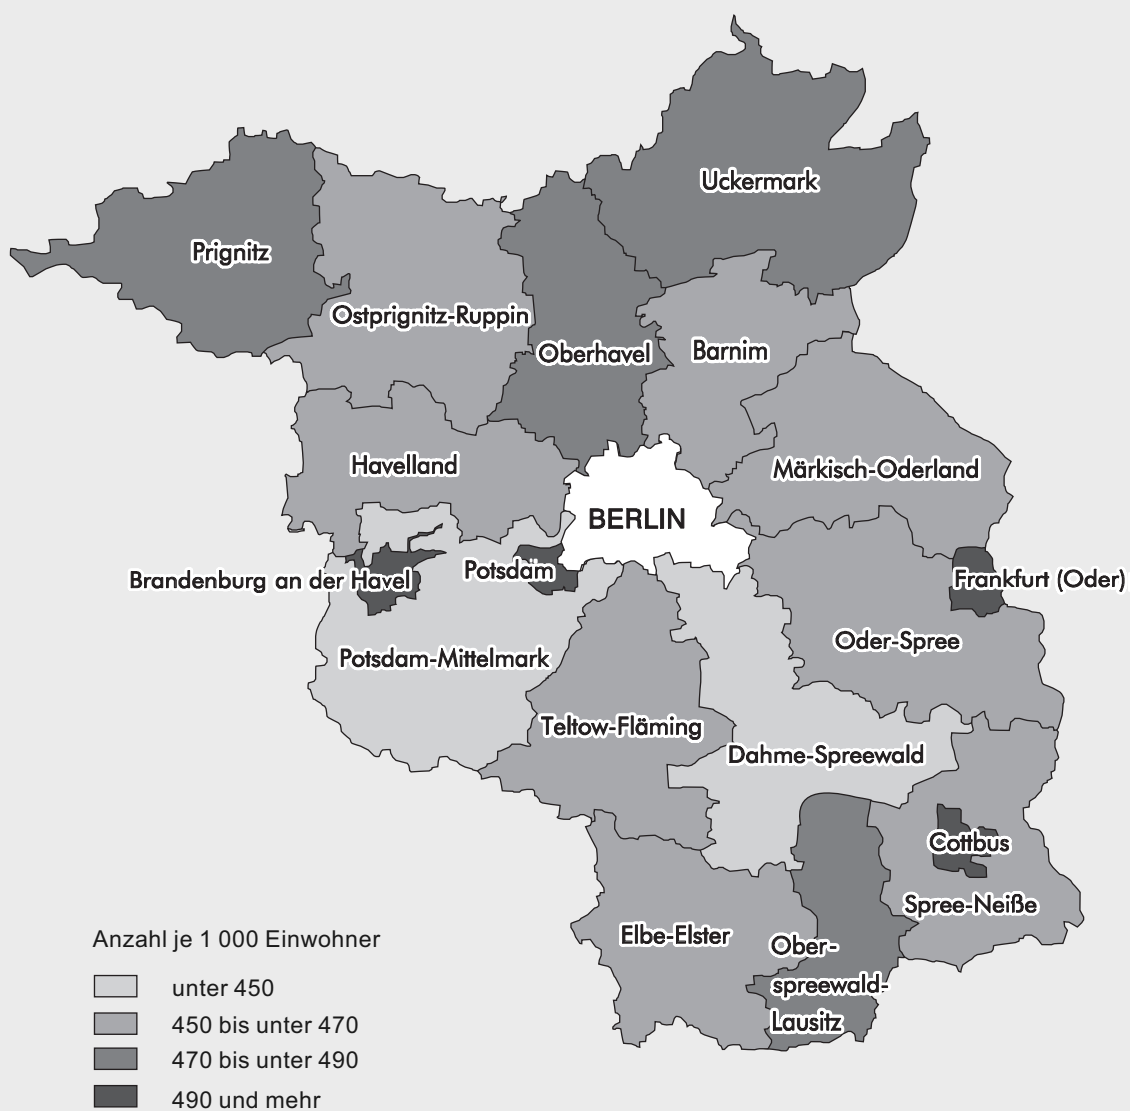 Uckermark
Prignitz
Ostprignitz-Ruppin
Oberhavel
Barnim
Havelland
Märkisch-Oderland
BERLIN
Potsdam
Brandenburg an der Havel
Frankfurt (Oder)
Oder-Spree
Potsdam-Mittelmark
Teltow-Fläming
Dahme-Spreewald
Cottbus
Spree-Neiße
Elbe-Elster
Ober-
spreewald-
Lausitz
Anzahl je 1 000 Einwohner
unter 450
450 bis unter 470
470 bis unter 490
490 und mehr